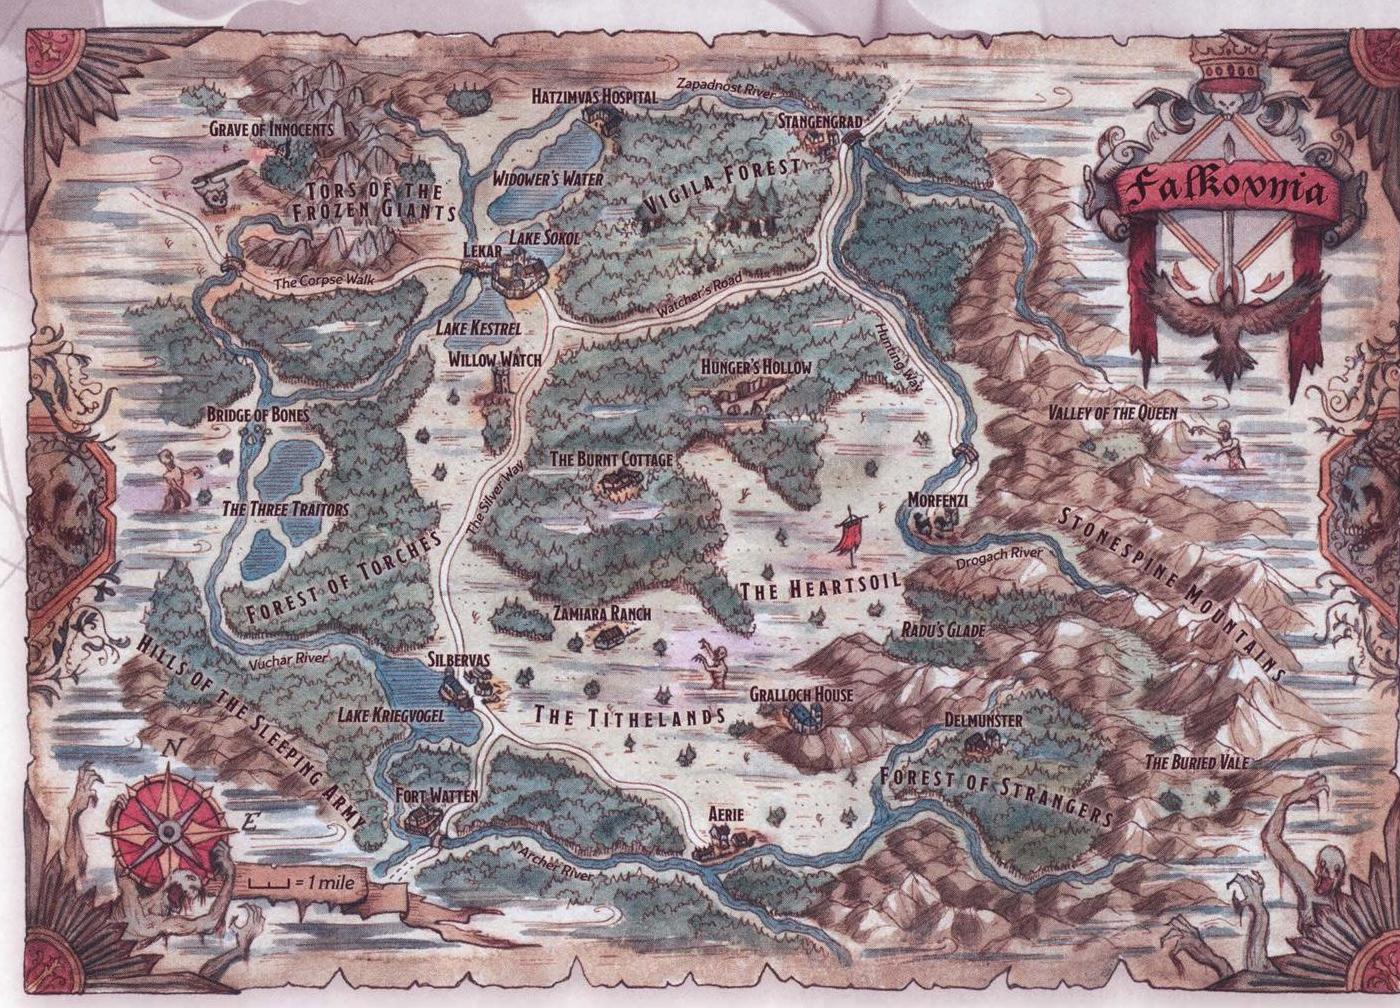 Zapadnost River
Hatzimvas Hospital
Stangengrad
Grave of Innocents
Falkovnia
Widower's Water
Vigila Forest
Tors of the
Frozen Giants
Lake Sokol
Lekar
The Corpse Walk
Watcher's Road
Lake Kestrel
Hunting Way
Willow Watch
Hunger's Hollow
Bridge of Bones
Valley of the Queen
The Burnt Cottage
The Silver Way
Morfenzi
The Three Traitors
Stonespine Mountains
Drogach River
Forest of Torches
The Heartsoil
Zamiara Ranch
Radu's Glade
Vuchar River
Silbervas
Hills of the Sleeping Army
Gralloch House
Lake Kriegvogel
The Tithelands
Delmunster
N
The Buried Vale
Forest of Strangers
Fort Watten
Aerie
E
Archer River
= 1 mile